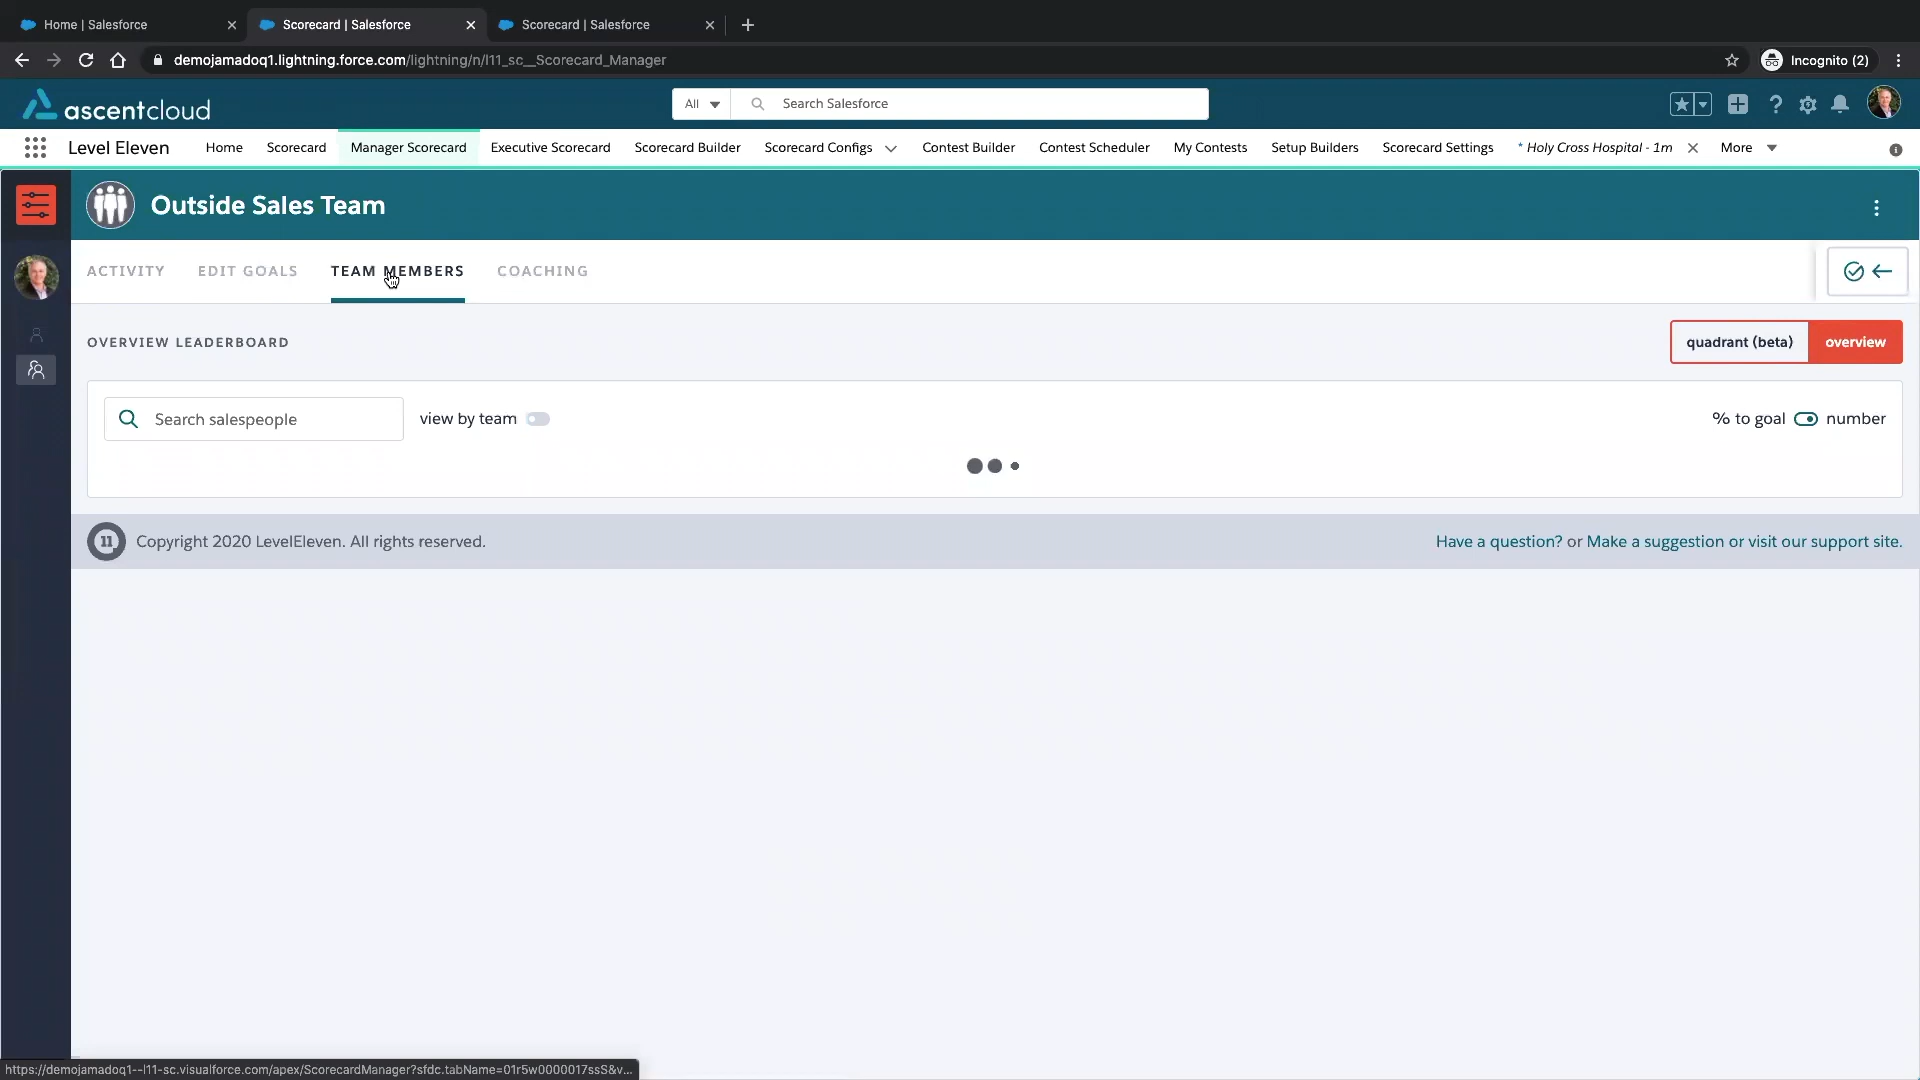 Home | Salesforce
Scorecard | Salesforce
Scorecard | Salesforce
demojamadoq1.lightning.force.com/lightning/n/l11_sc__Scorecard_Manager
Incognito (2)
ascentcloud
All
Search Salesforce
Level Eleven
Home
Scorecard
Manager Scorecard
Executive Scorecard
Scorecard Builder
Scorecard Configs
Contest Builder
Contest Scheduler
My Contests
Setup Builders
Scorecard Settings
* Holy Cross Hospital - 1m
More
Outside Sales Team
ACTIVITY
EDIT GOALS
TEAM MEMBERS
COACHING
OVERVIEW LEADERBOARD
quadrant (beta)
overview
Search salespeople
view by team
% to goal
number
11
Copyright 2020 LevelEleven. All rights reserved.
Have a question? or Make a suggestion or visit our support site.
https://demojamadoq1--l11-sc.visualforce.com/apex/ScorecardManager?sfdc.tabName=01r5w0000017ssS&v...